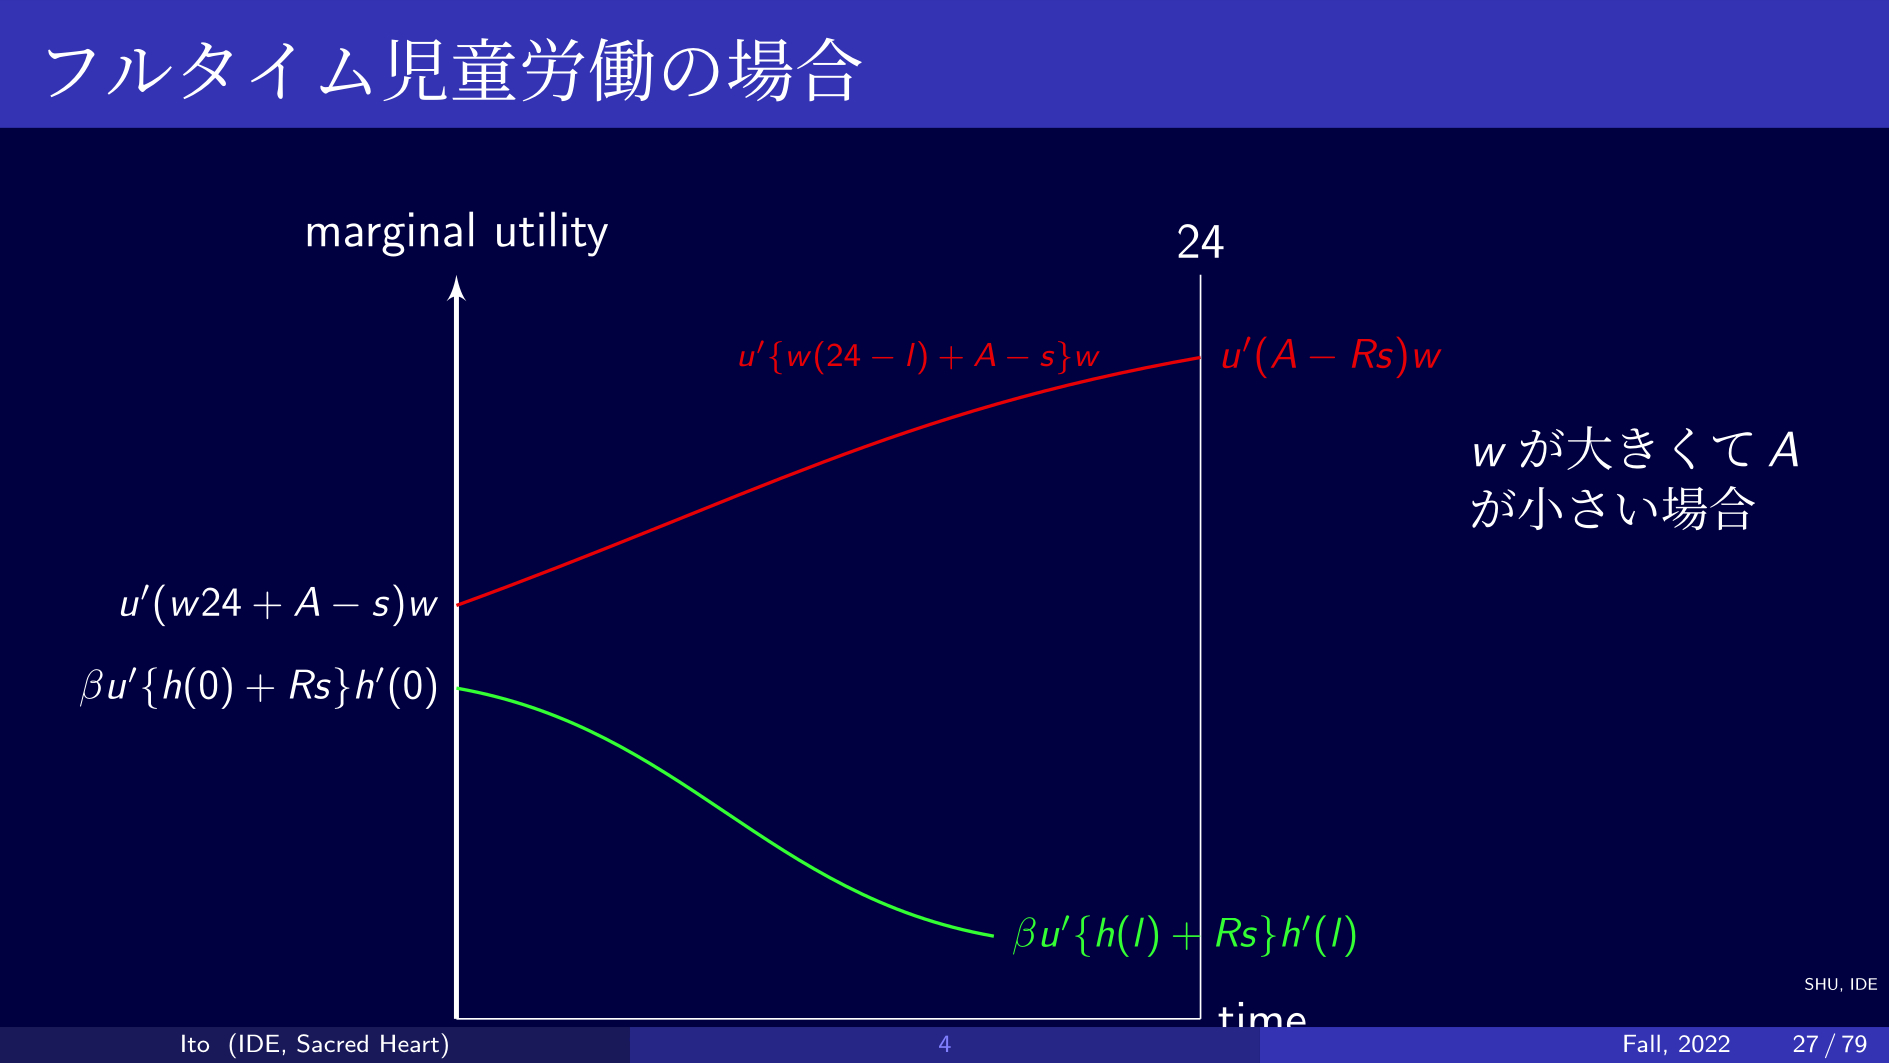 フルタイム児童労働の場合
marginal utility
24
u′{w(24 − l) + A − s}w
u′(A − Rs)w
w が大きくて A
が小さい場合
u′(w24 + A − s)w
βu′{h(0) + Rs}h′(0)
βu′{h(l) + Rs}h′(l)
SHU, IDE
time
Ito (IDE, Sacred Heart)
4
Fall, 2022
27 / 79